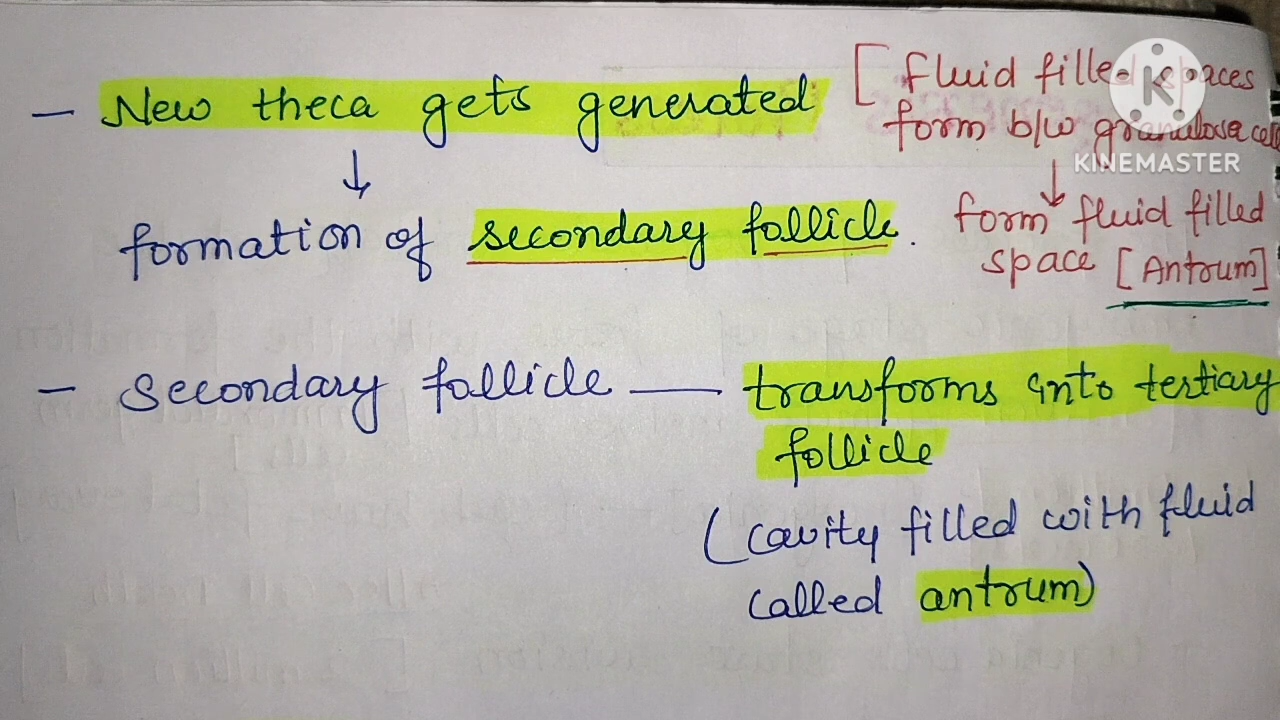 - New theca gets generated
↓
formation of secondary follicle.
[fluid filled spaces
form b/w granulosa cell
↓
form fluid filled
space [Antrum]
KINEMASTER
- Secondary follicle — transforms into tertiary
follicle
(cavity filled with fluid
called antrum)